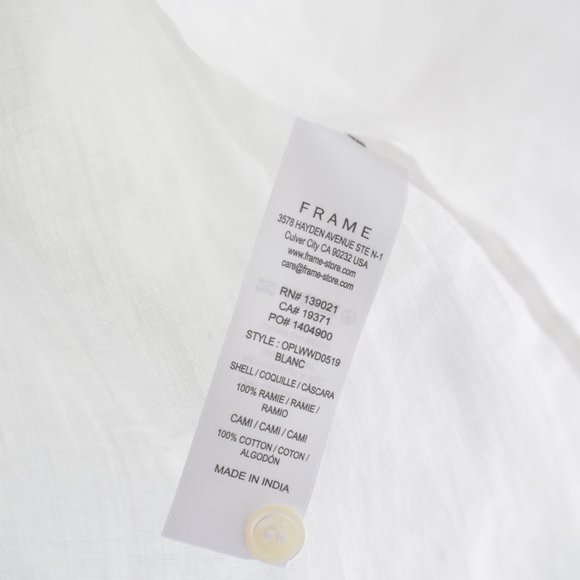 FRAME
3578 HAYDEN AVENUE STE N-1
Culver City CA 90232 USA
www.frame-store.com
care@frame-store.com
RN# 139021
CA# 19371
PO# 1404900
STYLE : OPLWWD0519
BLANC
SHELL / COQUILLE / CÁSCARA
100% RAMIE / RAMIE /
RAMIO
CAMI / CAMI / CAMI
100% COTTON / COTON /
ALGODÓN
MADE IN INDIA